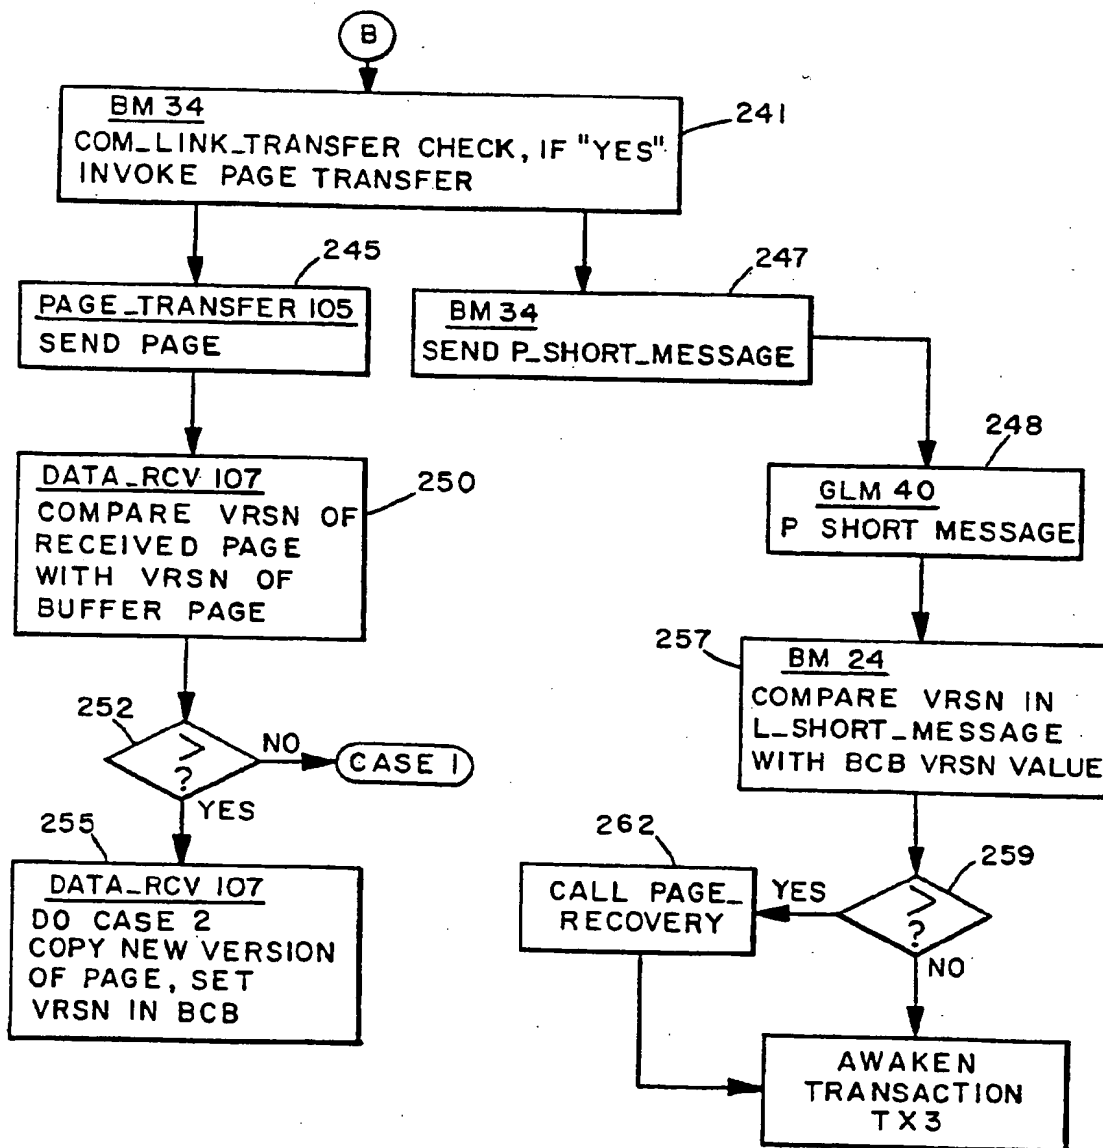 B
BM 34
COM_LINK_TRANSFER CHECK, IF "YES"
INVOKE PAGE TRANSFER
241
245
PAGE_TRANSFER 105
SEND PAGE
247
BM 34
SEND P_SHORT_MESSAGE
248
GLM 40
P SHORT MESSAGE
DATA_RCV 107
COMPARE VRSN OF
RECEIVED PAGE
WITH VRSN OF
BUFFER PAGE
250
257
BM 24
COMPARE VRSN IN
L_SHORT_MESSAGE
WITH BCB VRSN VALUE
252
>
?
NO
CASE 1
YES
255
DATA_RCV 107
DO CASE 2
COPY NEW VERSION
OF PAGE, SET
VRSN IN BCB
262
CALL PAGE_
RECOVERY
YES
259
>
?
NO
AWAKEN
TRANSACTION
TX3